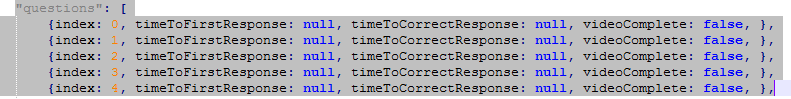 "questions": [
{index: 0, timeToFirstResponse: null, timeToCorrectResponse: null, videoComplete: false, },
{index: 1, timeToFirstResponse: null, timeToCorrectResponse: null, videoComplete: false, },
{index: 2, timeToFirstResponse: null, timeToCorrectResponse: null, videoComplete: false, },
{index: 3, timeToFirstResponse: null, timeToCorrectResponse: null, videoComplete: false, },
{index: 4, timeToFirstResponse: null, timeToCorrectResponse: null, videoComplete: false, },